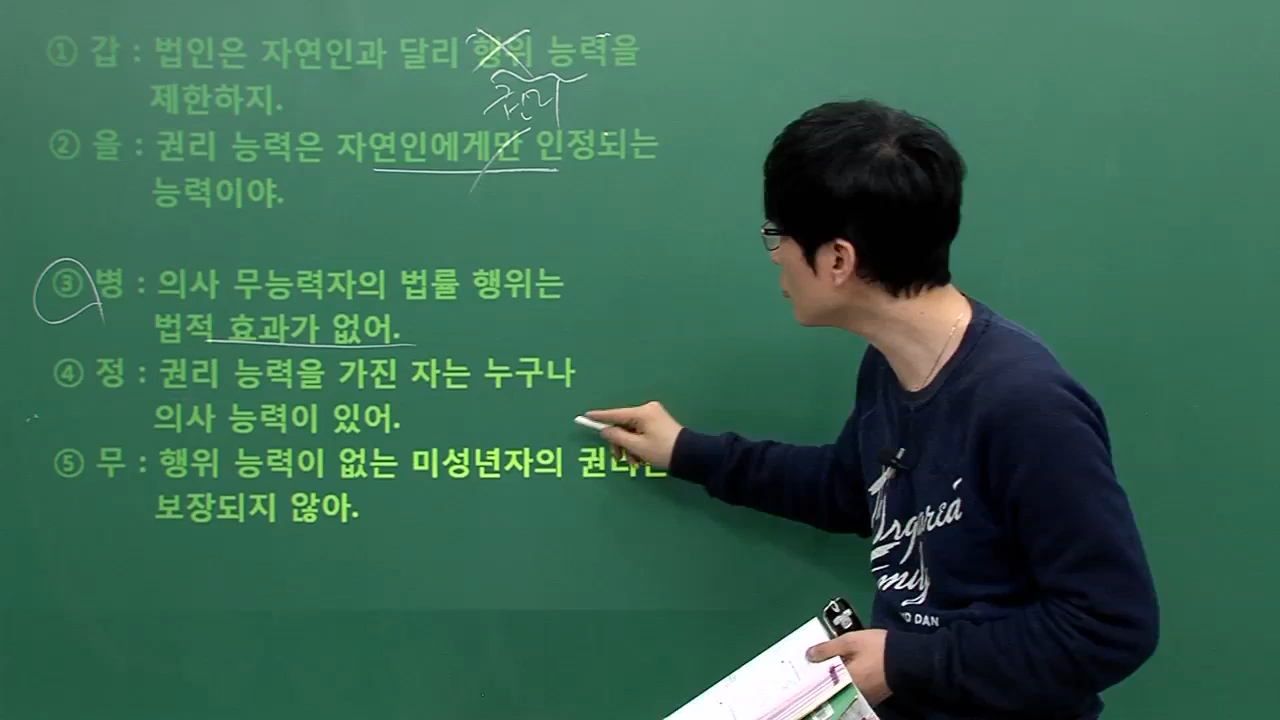 ① 갑 : 법인은 자연인과 달리 행위 능력을
제한하지.
권리
② 을 : 권리 능력은 자연인에게만 인정되는
능력이야.
③ 병 : 의사 무능력자의 법률 행위는
법적 효과가 없어.
④ 정 : 권리 능력을 가진 자는 누구나
의사 능력이 있어.
⑤ 무 : 행위 능력이 없는 미성년자의 권리는
보장되지 않아.
Family
DAN